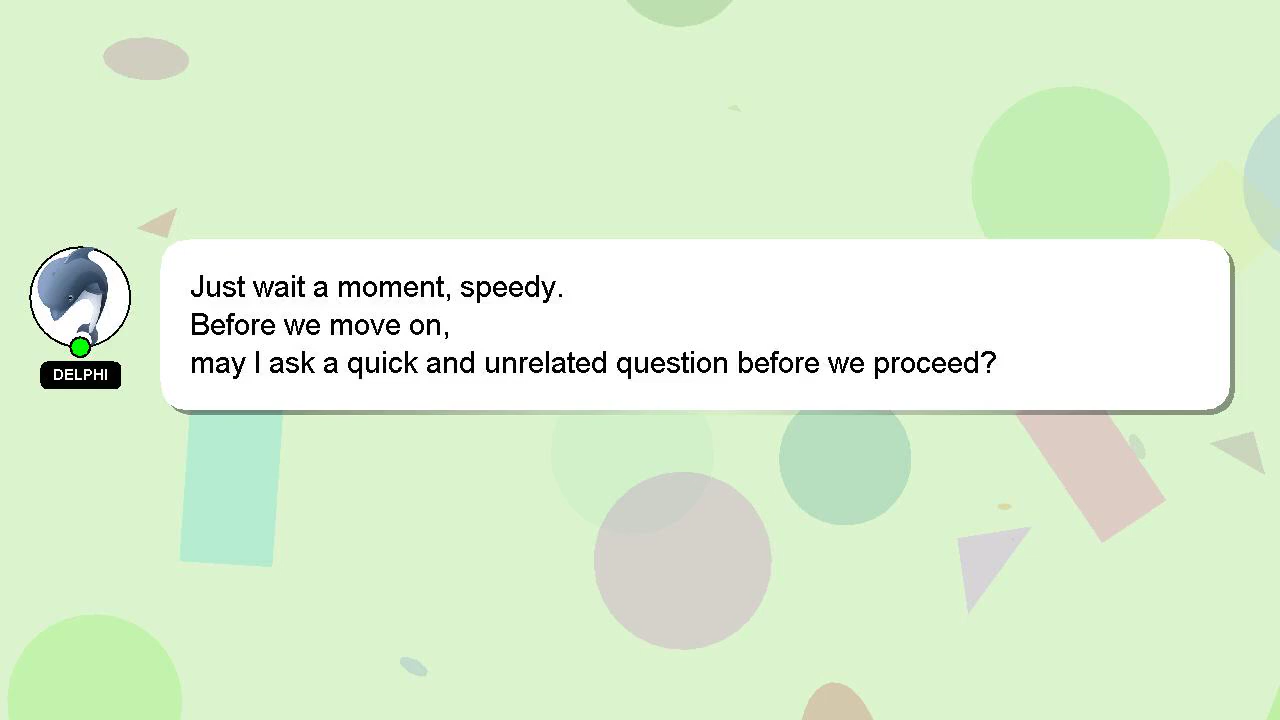 Just wait a moment, speedy.
Before we move on,
may I ask a quick and unrelated question before we proceed?
DELPHI